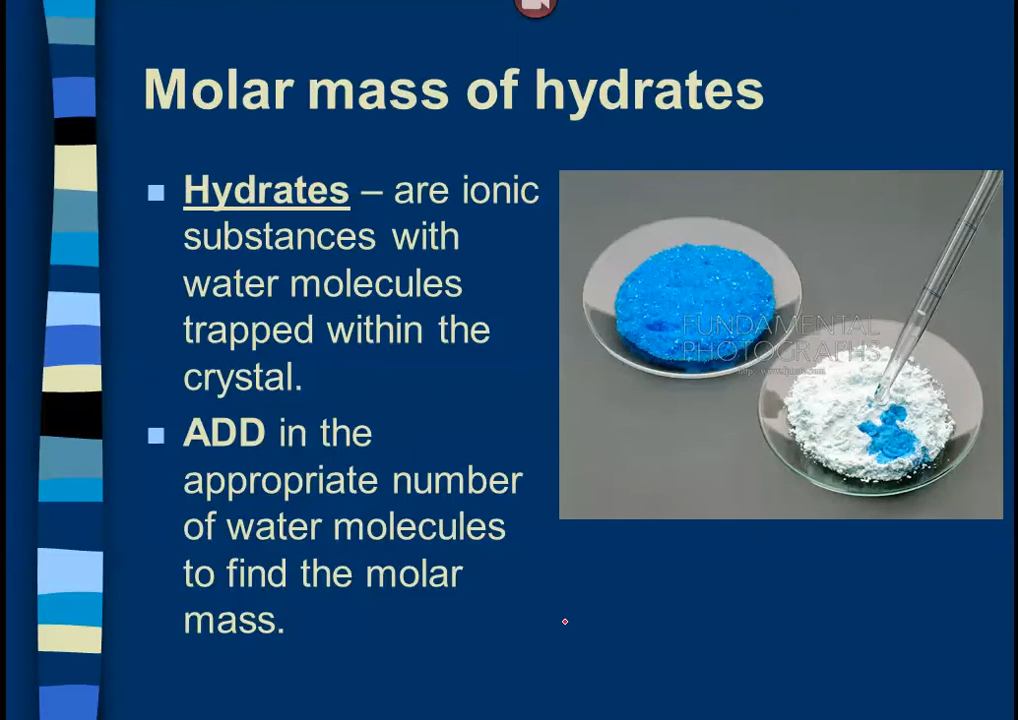 Molar mass of hydrates
Hydrates – are ionic
substances with
water molecules
trapped within the
crystal.
ADD in the
appropriate number
of water molecules
to find the molar
mass.
FUNDAMENTAL
PHOTOGRAPHS